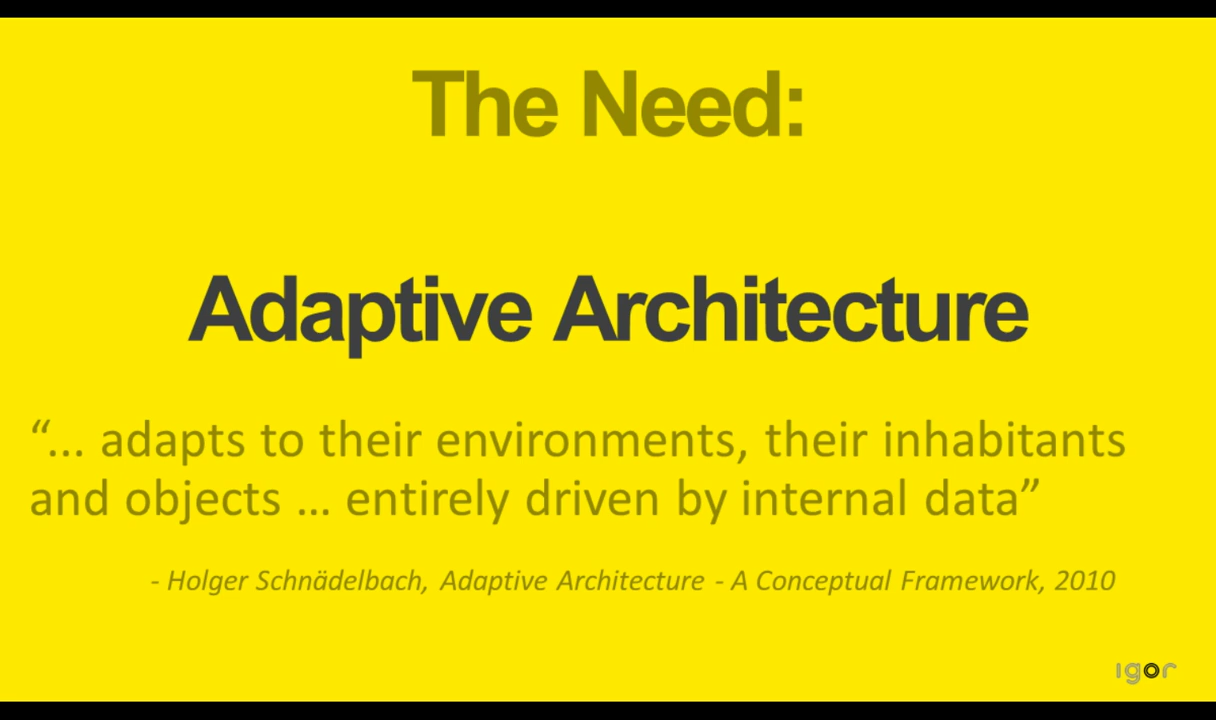 The Need:
Adaptive Architecture
“... adapts to their environments, their inhabitants
and objects ... entirely driven by internal data”
- Holger Schnädelbach, Adaptive Architecture - A Conceptual Framework, 2010
igor